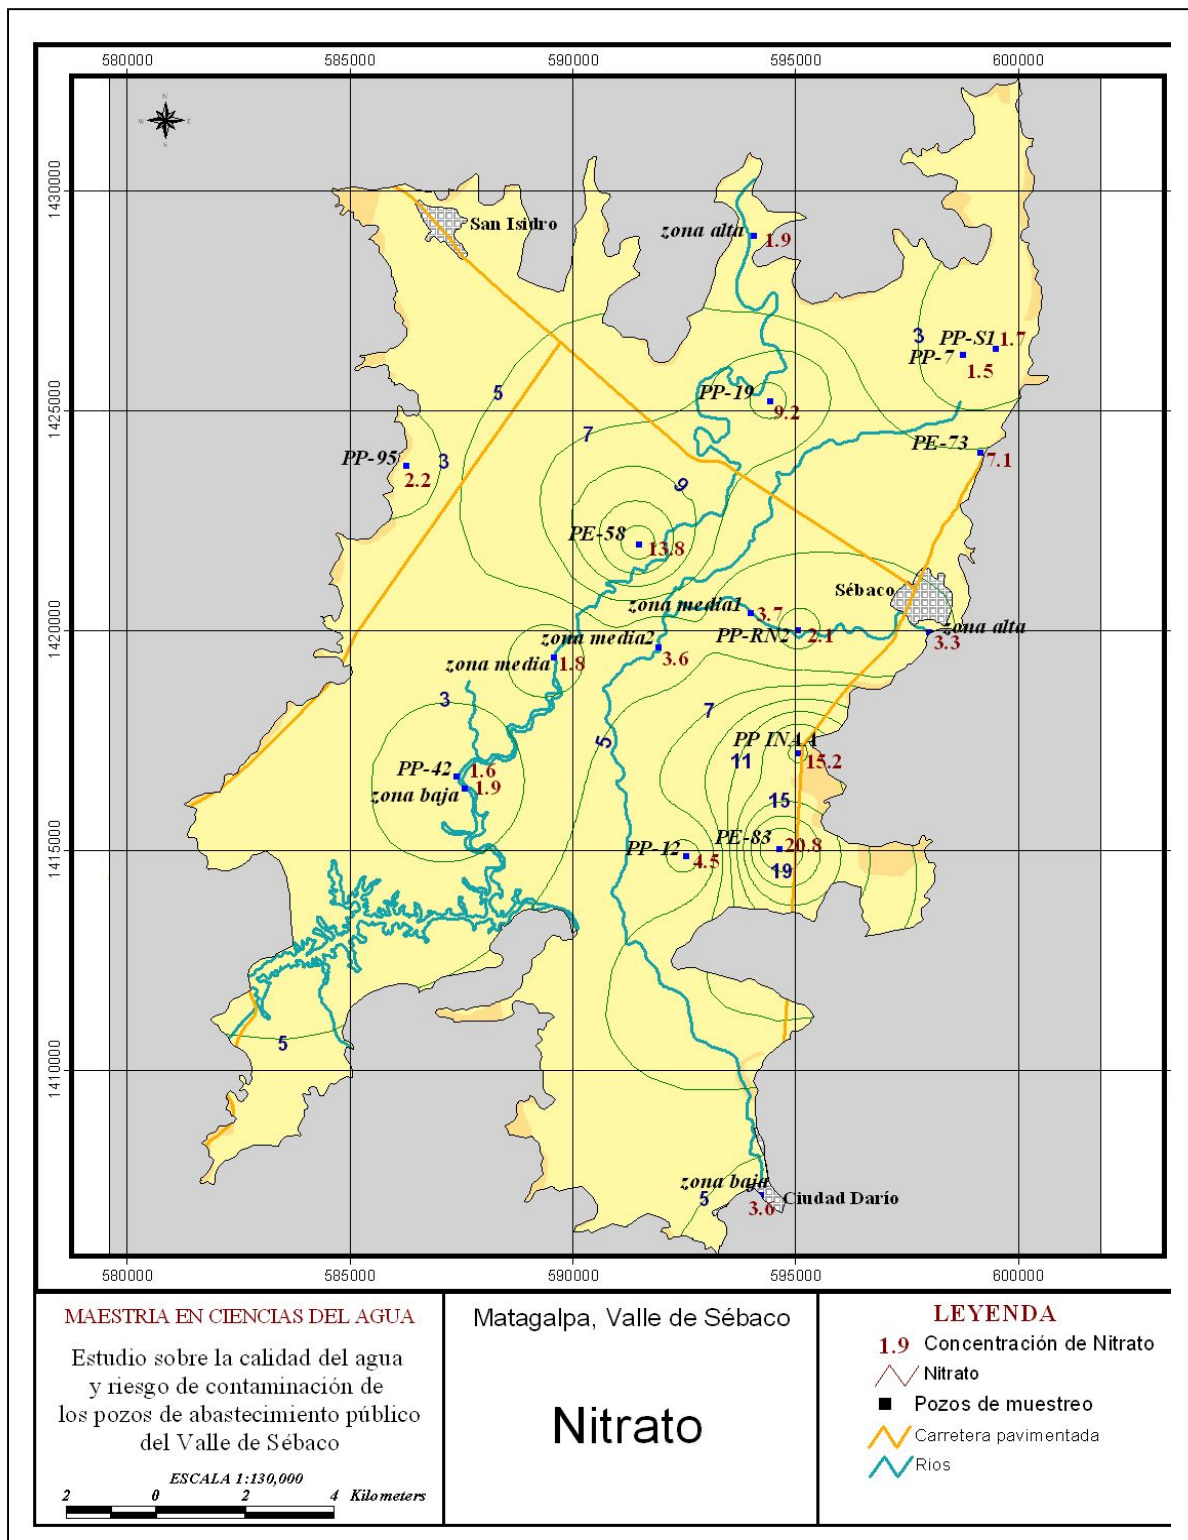 580000 585000 590000 595000 600000
N
W E
S
1430000
1425000
1420000
1415000
1410000
San Isidro
zona alta
1.9
3
PP-S1
1.7
PP-7
1.5
5
PP-19
9.2
7
PE-73
7.1
PP-95
3
2.2
9
PE-58
13.8
Sébaco
zona media1
3.7
PP-RN2
2.1
zona alta
3.3
zona media2
3.6
zona media
1.8
3
7
5
PP INAA
15.2
11
PP-42
1.6
zona baja
1.9
15
PE-83
20.8
PP-12
4.5
19
5
zona baja
5
3.6
Ciudad Darío
580000 585000 590000 595000 600000
MAESTRIA EN CIENCIAS DEL AGUA
Estudio sobre la calidad del agua
y riesgo de contaminación de
los pozos de abastecimiento público
del Valle de Sébaco
ESCALA 1:130,000
2 0 2 4 Kilometers
Matagalpa, Valle de Sébaco
Nitrato
LEYENDA
1.9 Concentración de Nitrato
Nitrato
Pozos de muestreo
Carretera pavimentada
Rios